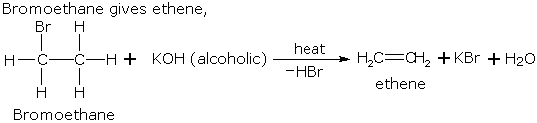 Bromoethane gives ethene,
Br H
H C C H + KOH (alcoholic) heat H₂C=CH₂ + KBr + H₂O
−HBr
H H ethene
Bromoethane